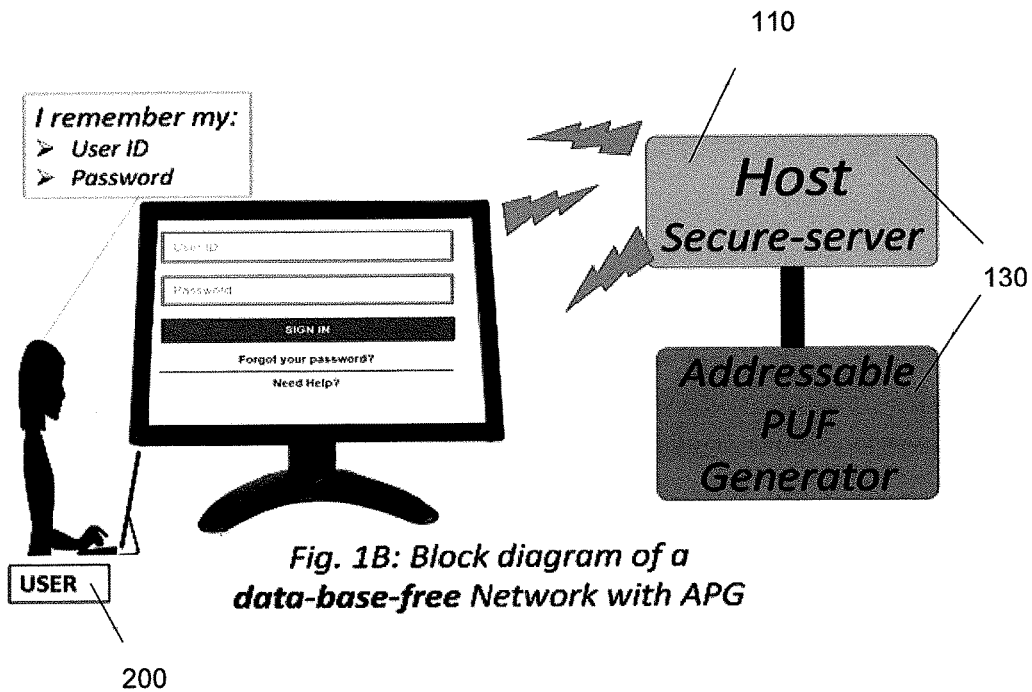 110
I remember my:
➤ User ID
➤ Password
Host
Secure-server
User ID
Password
SIGN IN
Forgot your password?
Need Help?
130
Addressable
PUF
Generator
USER
Fig. 1B: Block diagram of a
data-base-free Network with APG
200